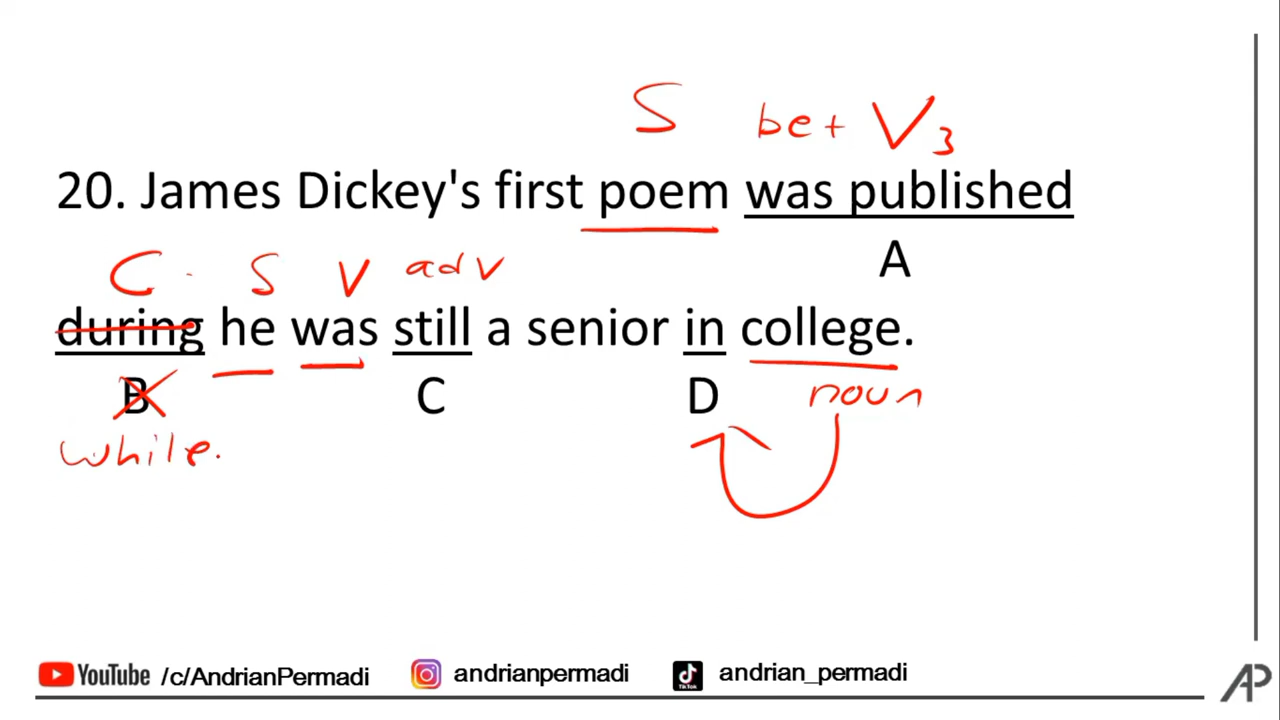 S be + V3
20. James Dickey's first poem was published
A
C. S V adv
during he was still a senior in college.
B C D noun
while.
YouTube /c/AndrianPermadi andrianpermadi TikTok andrian_permadi AP